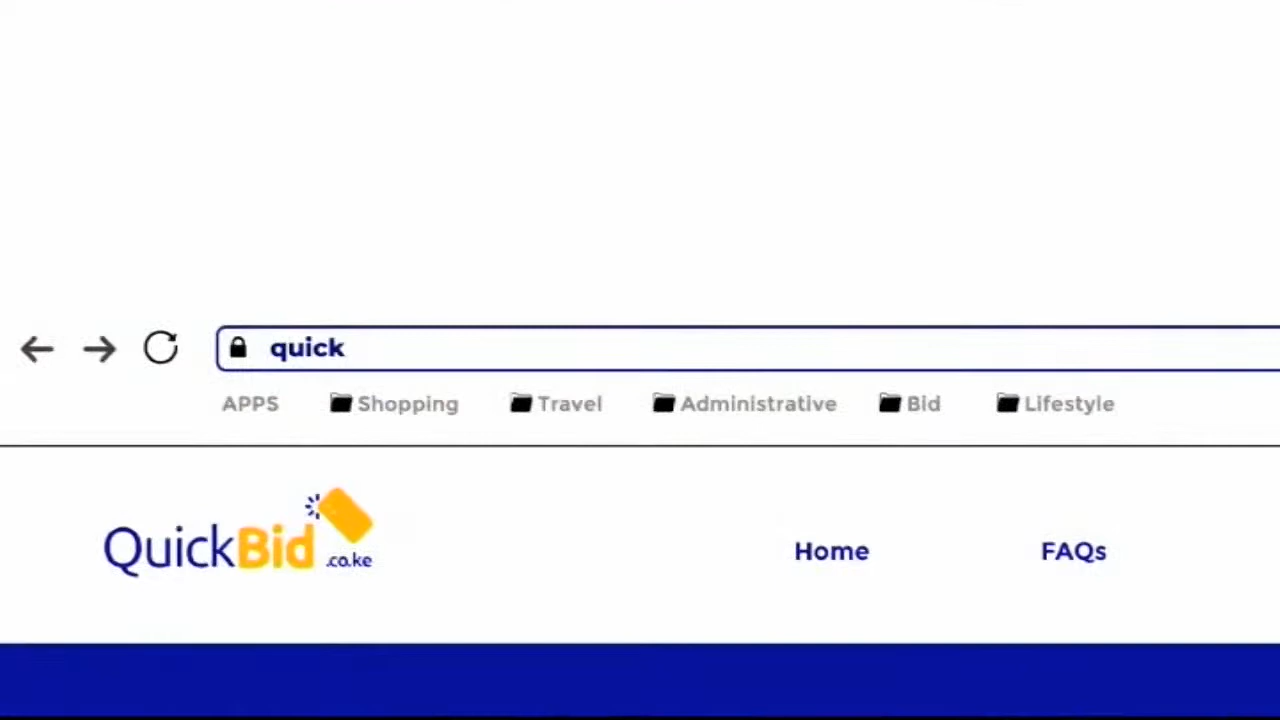 quick
APPS Shopping Travel Administrative Bid Lifestyle
QuickBid .co.ke Home FAQs